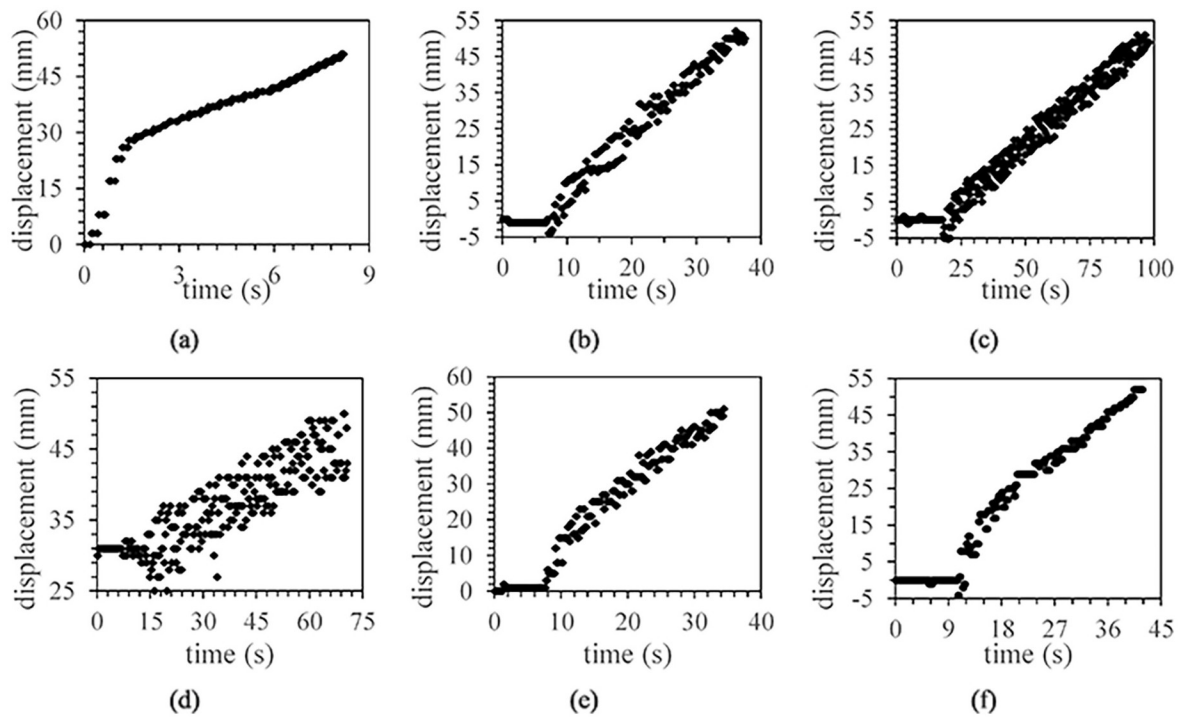 displacement (mm)
60
45
30
15
0
0 3 6 9
time (s)
(a)
displacement (mm)
55
45
35
25
15
5
-5
0 10 20 30 40
time (s)
(b)
displacement (mm)
55
45
35
25
15
5
-5
0 25 50 75 100
time (s)
(c)
displacement (mm)
55
45
35
25
0 15 30 45 60 75
time (s)
(d)
displacement (mm)
60
50
40
30
20
10
0
0 10 20 30 40
time (s)
(e)
displacement (mm)
55
45
35
25
15
5
-5
0 9 18 27 36 45
time (s)
(f)